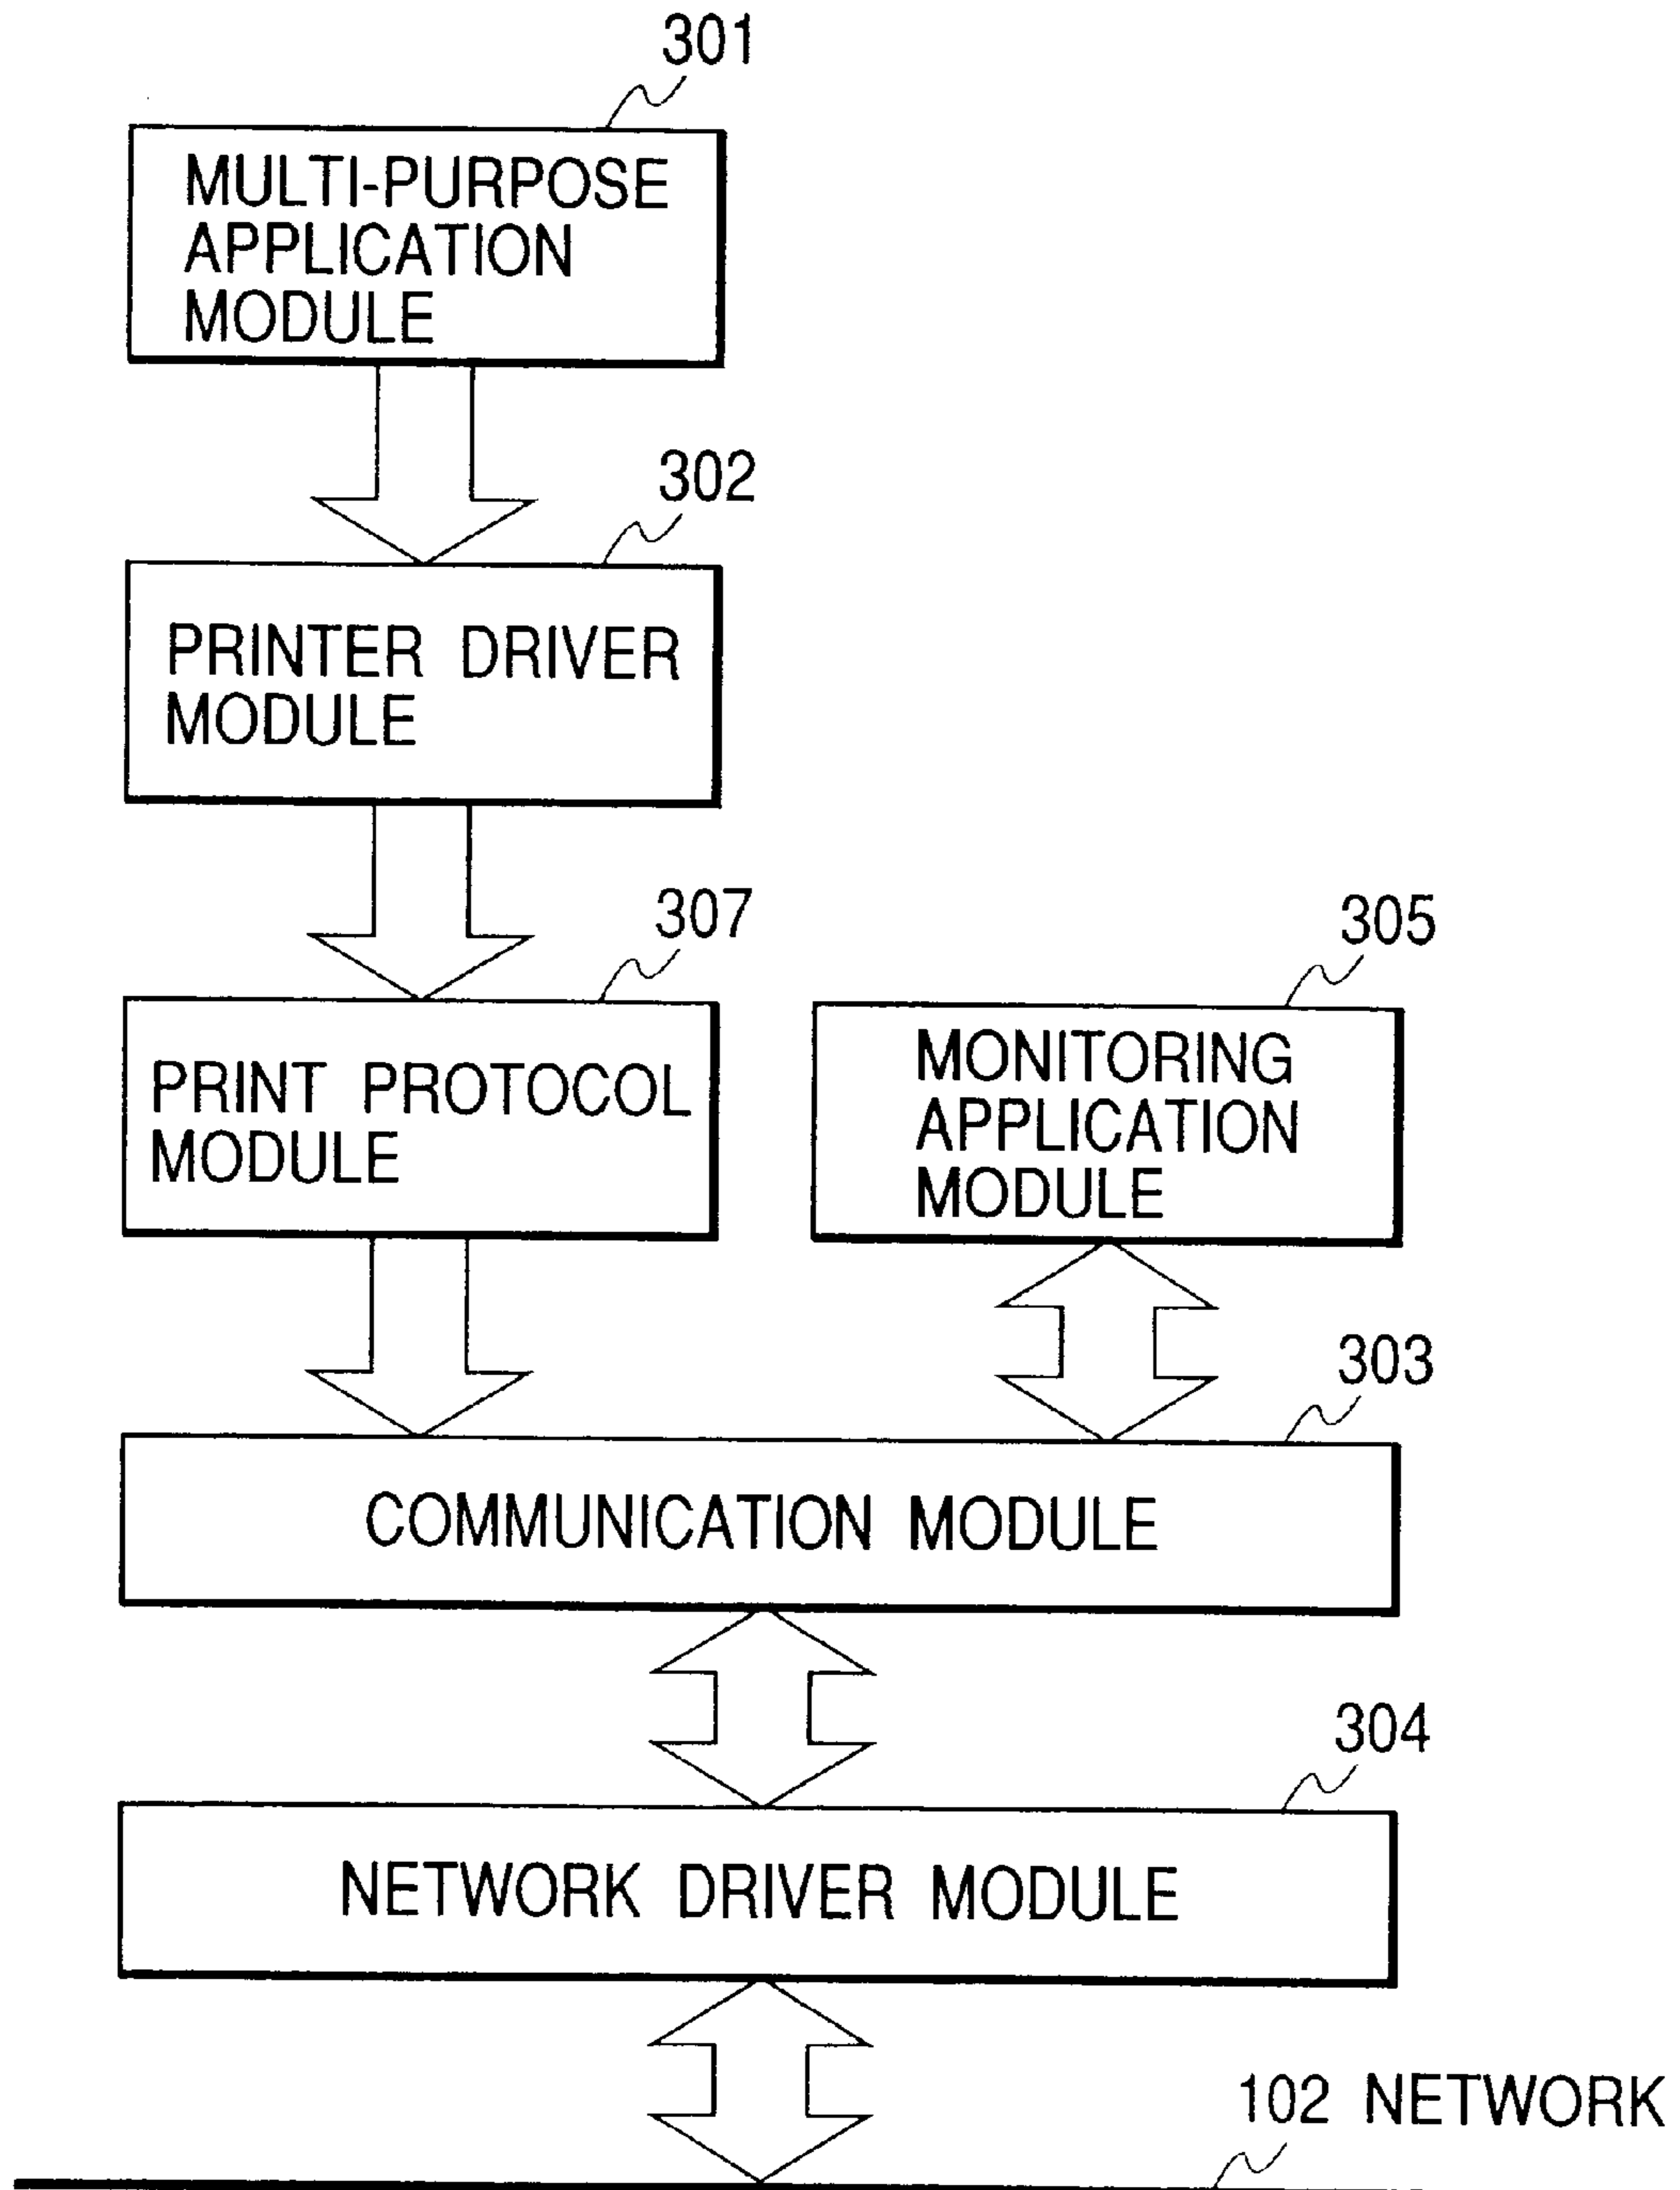 301
MULTI-PURPOSE
APPLICATION
MODULE
302
PRINTER DRIVER
MODULE
307
PRINT PROTOCOL
MODULE
305
MONITORING
APPLICATION
MODULE
303
COMMUNICATION MODULE
304
NETWORK DRIVER MODULE
102 NETWORK